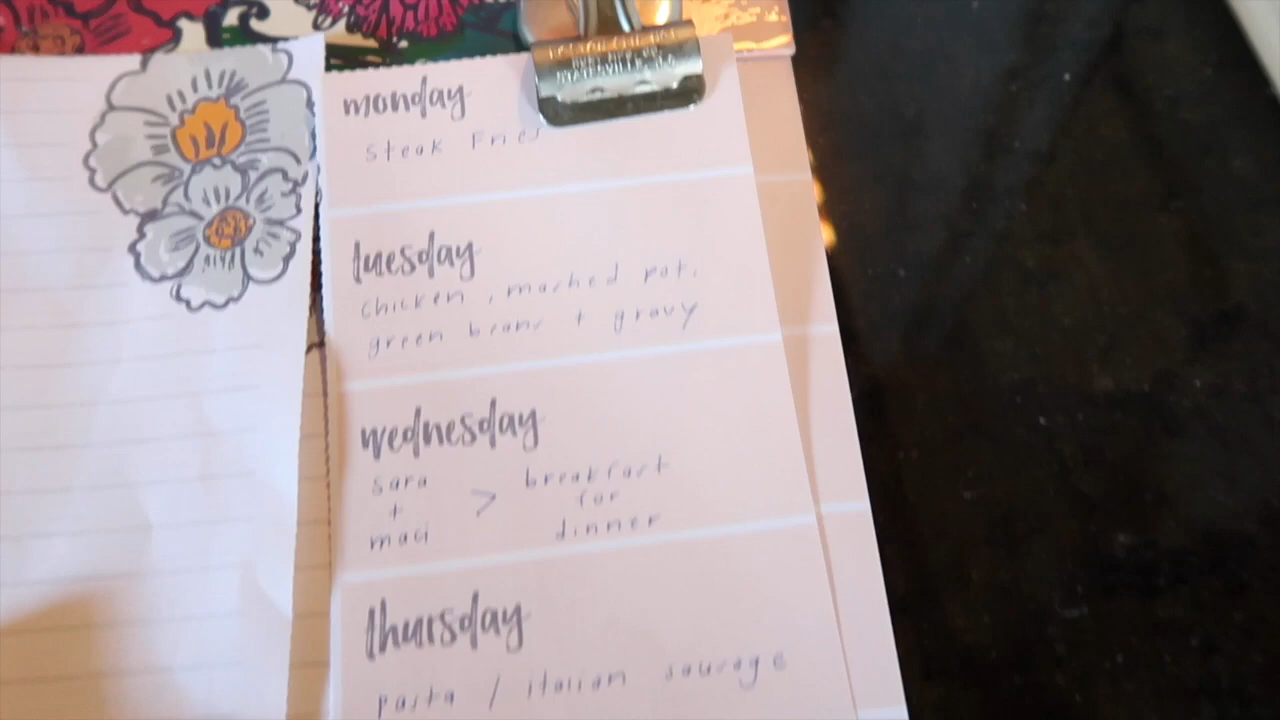 monday
steak Fries
tuesday
chicken, mashed pot.
green beans + gravy
wednesday
sara
+
maci
>
breakfast
for
dinner
thursday
pasta / italian sausage